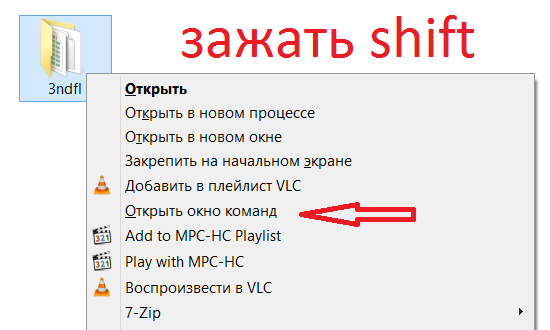 зажать shift
3ndfl
Открыть
Открыть в новом процессе
Открыть в новом окне
Закрепить на начальном экране
Добавить в плейлист VLC
Открыть окно команд
Add to MPC-HC Playlist
Play with MPC-HC
Воспроизвести в VLC
7-Zip